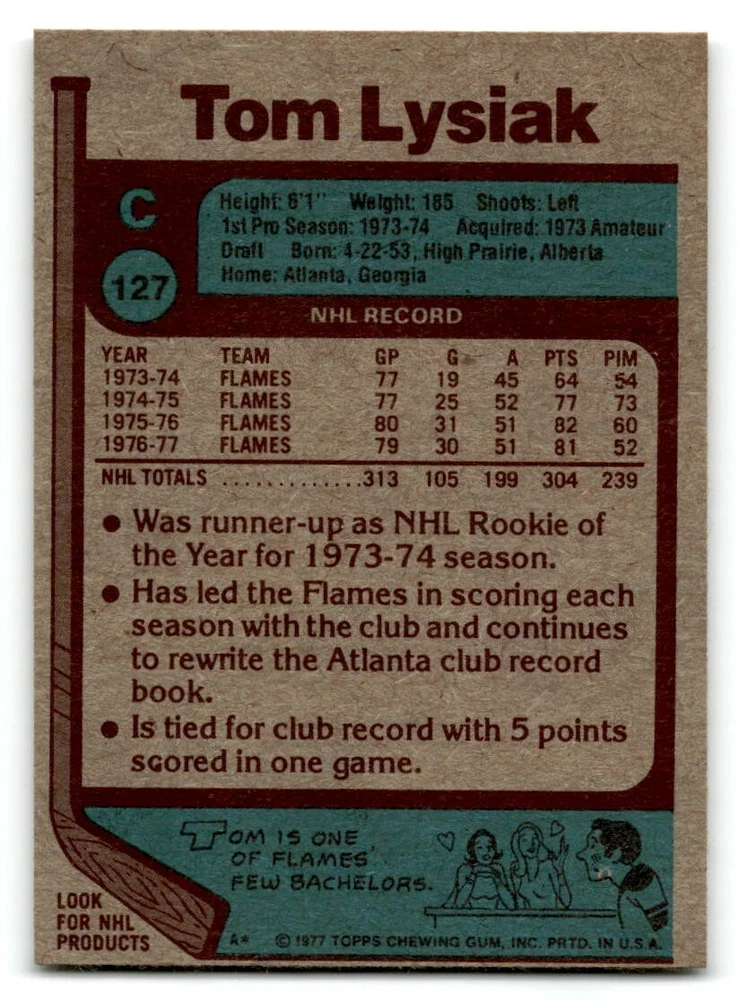 Tom Lysiak
C
127
Height: 6'1" Weight: 185 Shoots: Left
1st Pro Season: 1973-74 Acquired: 1973 Amateur
Draft Born: 4-22-53, High Prairie, Alberta
Home: Atlanta, Georgia
NHL RECORD
YEAR TEAM GP G A PTS PIM
1973-74 FLAMES 77 19 45 64 54
1974-75 FLAMES 77 25 52 77 73
1975-76 FLAMES 80 31 51 82 60
1976-77 FLAMES 79 30 51 81 52
NHL TOTALS .............313 105 199 304 239
• Was runner-up as NHL Rookie of
the Year for 1973-74 season.
• Has led the Flames in scoring each
season with the club and continues
to rewrite the Atlanta club record
book.
• Is tied for club record with 5 points
scored in one game.
TOM IS ONE
OF FLAMES'
FEW BACHELORS.
LOOK
FOR NHL
PRODUCTS
A* © 1977 TOPPS CHEWING GUM, INC. PRTD. IN U.S.A.